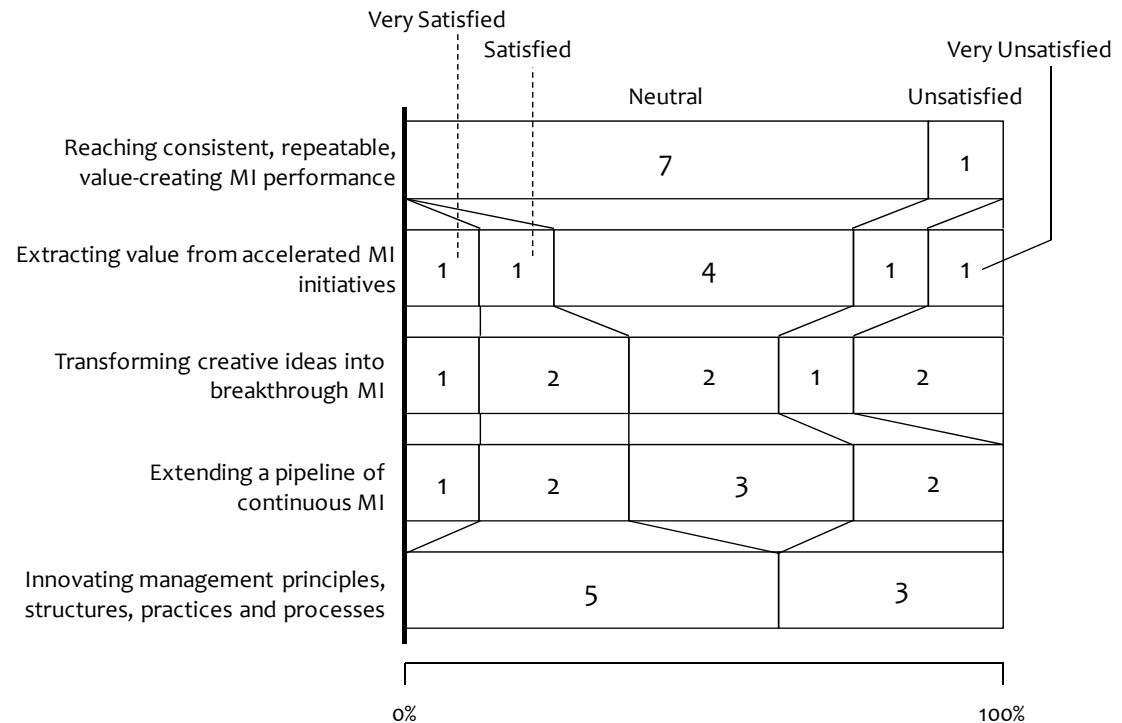 Very Satisfied
Satisfied
Very Unsatisfied
Neutral
Unsatisfied
Reaching consistent, repeatable,
value-creating MI performance
7
1
Extracting value from accelerated MI
initiatives
1
1
4
1
1
Transforming creative ideas into
breakthrough MI
1
2
2
1
2
Extending a pipeline of
continuous MI
1
2
3
2
Innovating management principles,
structures, practices and processes
5
3
0%
100%